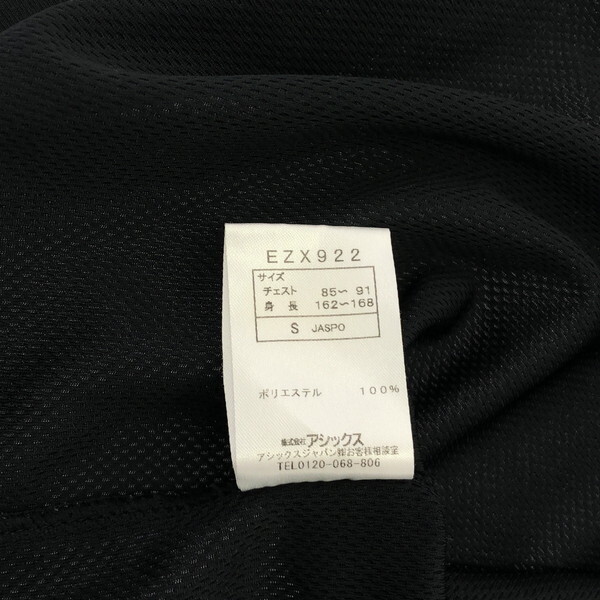 EZX922
サイズ
チェスト 85〜 91
身 長 162〜168
S JASPO
ポリエステル 100%
株式会社アシックス
アシックスジャパン㈱お客様相談室
TEL0120-068-806